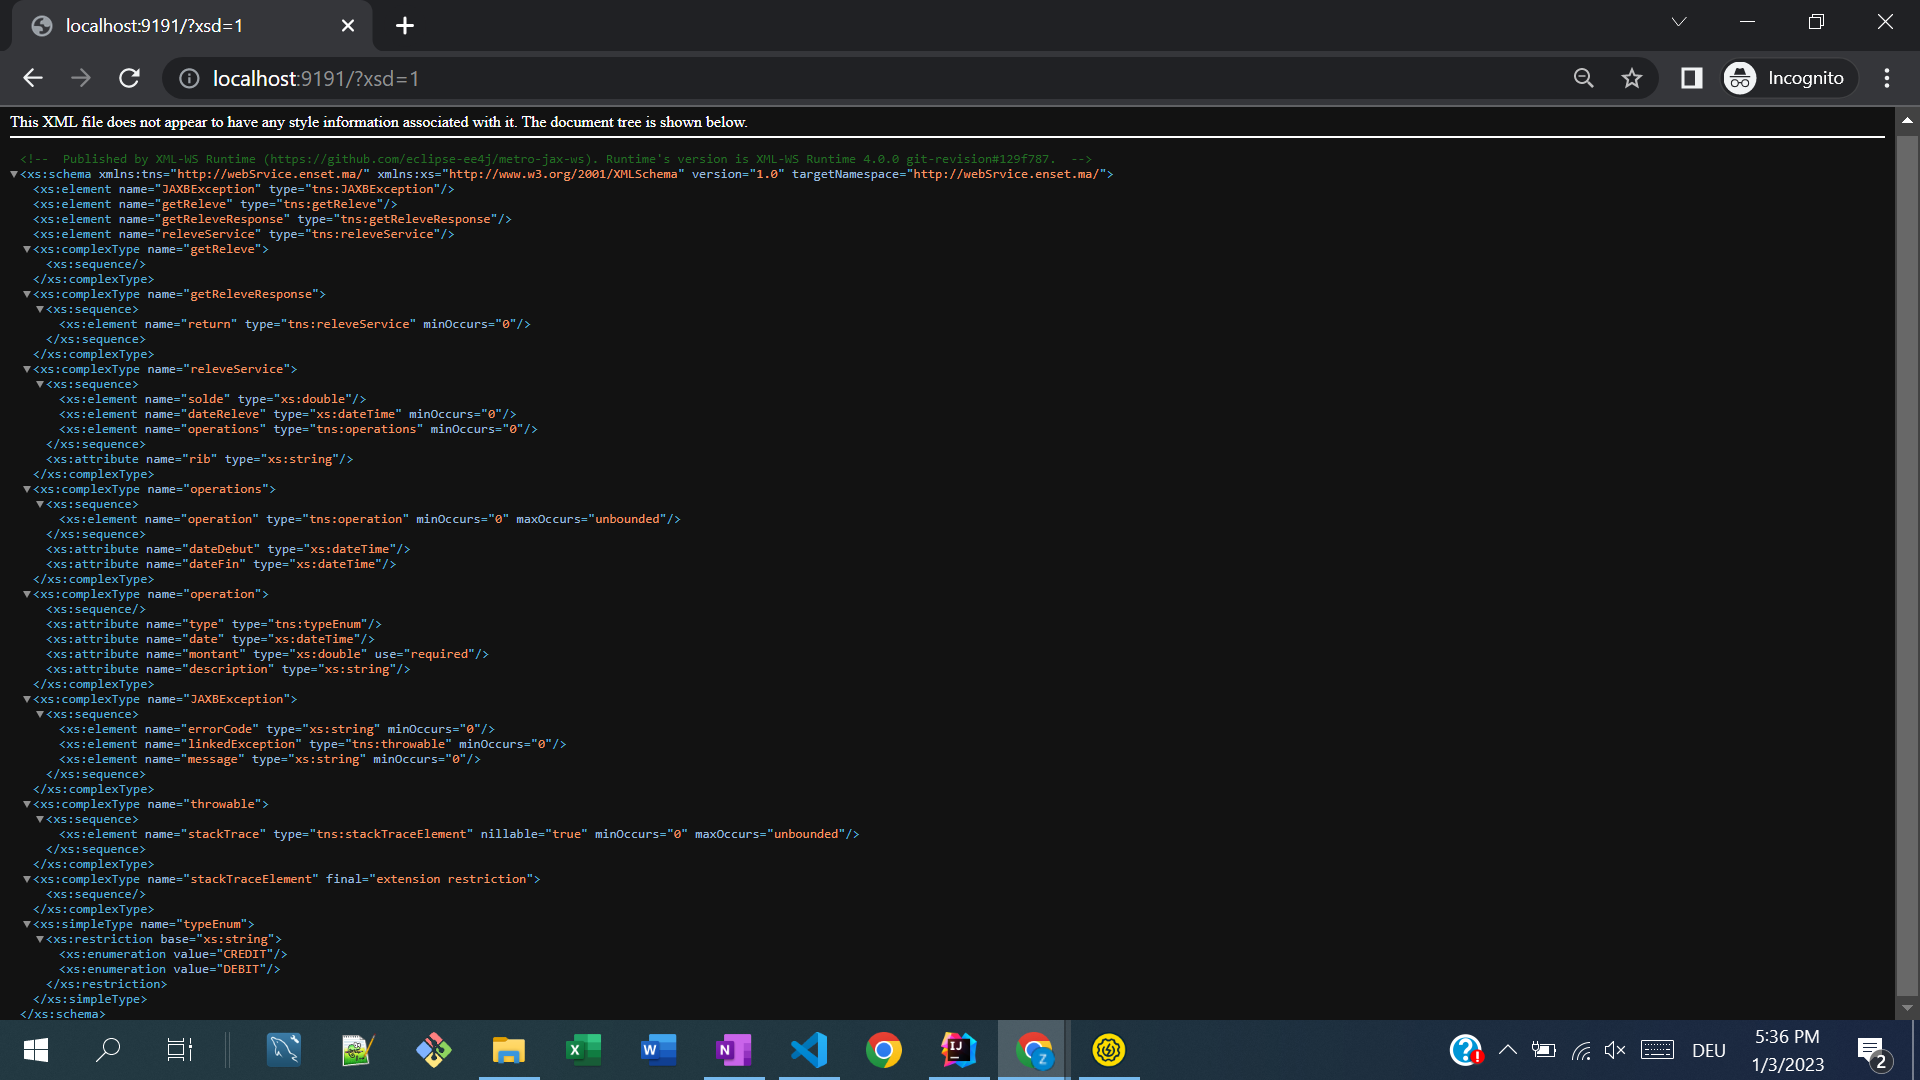 localhost:9191/?xsd=1
localhost:9191/?xsd=1
Incognito
This XML file does not appear to have any style information associated with it. The document tree is shown below.
<!-- Published by XML-WS Runtime (https://github.com/eclipse-ee4j/metro-jax-ws). Runtime's version is XML-WS Runtime 4.0.0 git-revision#129f787. -->
<xs:schema xmlns:tns="http://webSrvice.enset.ma/" xmlns:xs="http://www.w3.org/2001/XMLSchema" version="1.0" targetNamespace="http://webSrvice.enset.ma/">
<xs:element name="JAXBException" type="tns:JAXBException"/>
<xs:element name="getReleve" type="tns:getReleve"/>
<xs:element name="getReleveResponse" type="tns:getReleveResponse"/>
<xs:element name="releveService" type="tns:releveService"/>
<xs:complexType name="getReleve">
<xs:sequence/>
</xs:complexType>
<xs:complexType name="getReleveResponse">
<xs:sequence>
<xs:element name="return" type="tns:releveService" minOccurs="0"/>
</xs:sequence>
</xs:complexType>
<xs:complexType name="releveService">
<xs:sequence>
<xs:element name="solde" type="xs:double"/>
<xs:element name="dateReleve" type="xs:dateTime" minOccurs="0"/>
<xs:element name="operations" type="tns:operations" minOccurs="0"/>
</xs:sequence>
<xs:attribute name="rib" type="xs:string"/>
</xs:complexType>
<xs:complexType name="operations">
<xs:sequence>
<xs:element name="operation" type="tns:operation" minOccurs="0" maxOccurs="unbounded"/>
</xs:sequence>
<xs:attribute name="dateDebut" type="xs:dateTime"/>
<xs:attribute name="dateFin" type="xs:dateTime"/>
</xs:complexType>
<xs:complexType name="operation">
<xs:sequence/>
<xs:attribute name="type" type="tns:typeEnum"/>
<xs:attribute name="date" type="xs:dateTime"/>
<xs:attribute name="montant" type="xs:double" use="required"/>
<xs:attribute name="description" type="xs:string"/>
</xs:complexType>
<xs:complexType name="JAXBException">
<xs:sequence>
<xs:element name="errorCode" type="xs:string" minOccurs="0"/>
<xs:element name="linkedException" type="tns:throwable" minOccurs="0"/>
<xs:element name="message" type="xs:string" minOccurs="0"/>
</xs:sequence>
</xs:complexType>
<xs:complexType name="throwable">
<xs:sequence>
<xs:element name="stackTrace" type="tns:stackTraceElement" nillable="true" minOccurs="0" maxOccurs="unbounded"/>
</xs:sequence>
</xs:complexType>
<xs:complexType name="stackTraceElement" final="extension restriction">
<xs:sequence/>
</xs:complexType>
<xs:simpleType name="typeEnum">
<xs:restriction base="xs:string">
<xs:enumeration value="CREDIT"/>
<xs:enumeration value="DEBIT"/>
</xs:restriction>
</xs:simpleType>
</xs:schema>
DEU
5:36 PM
1/3/2023
2